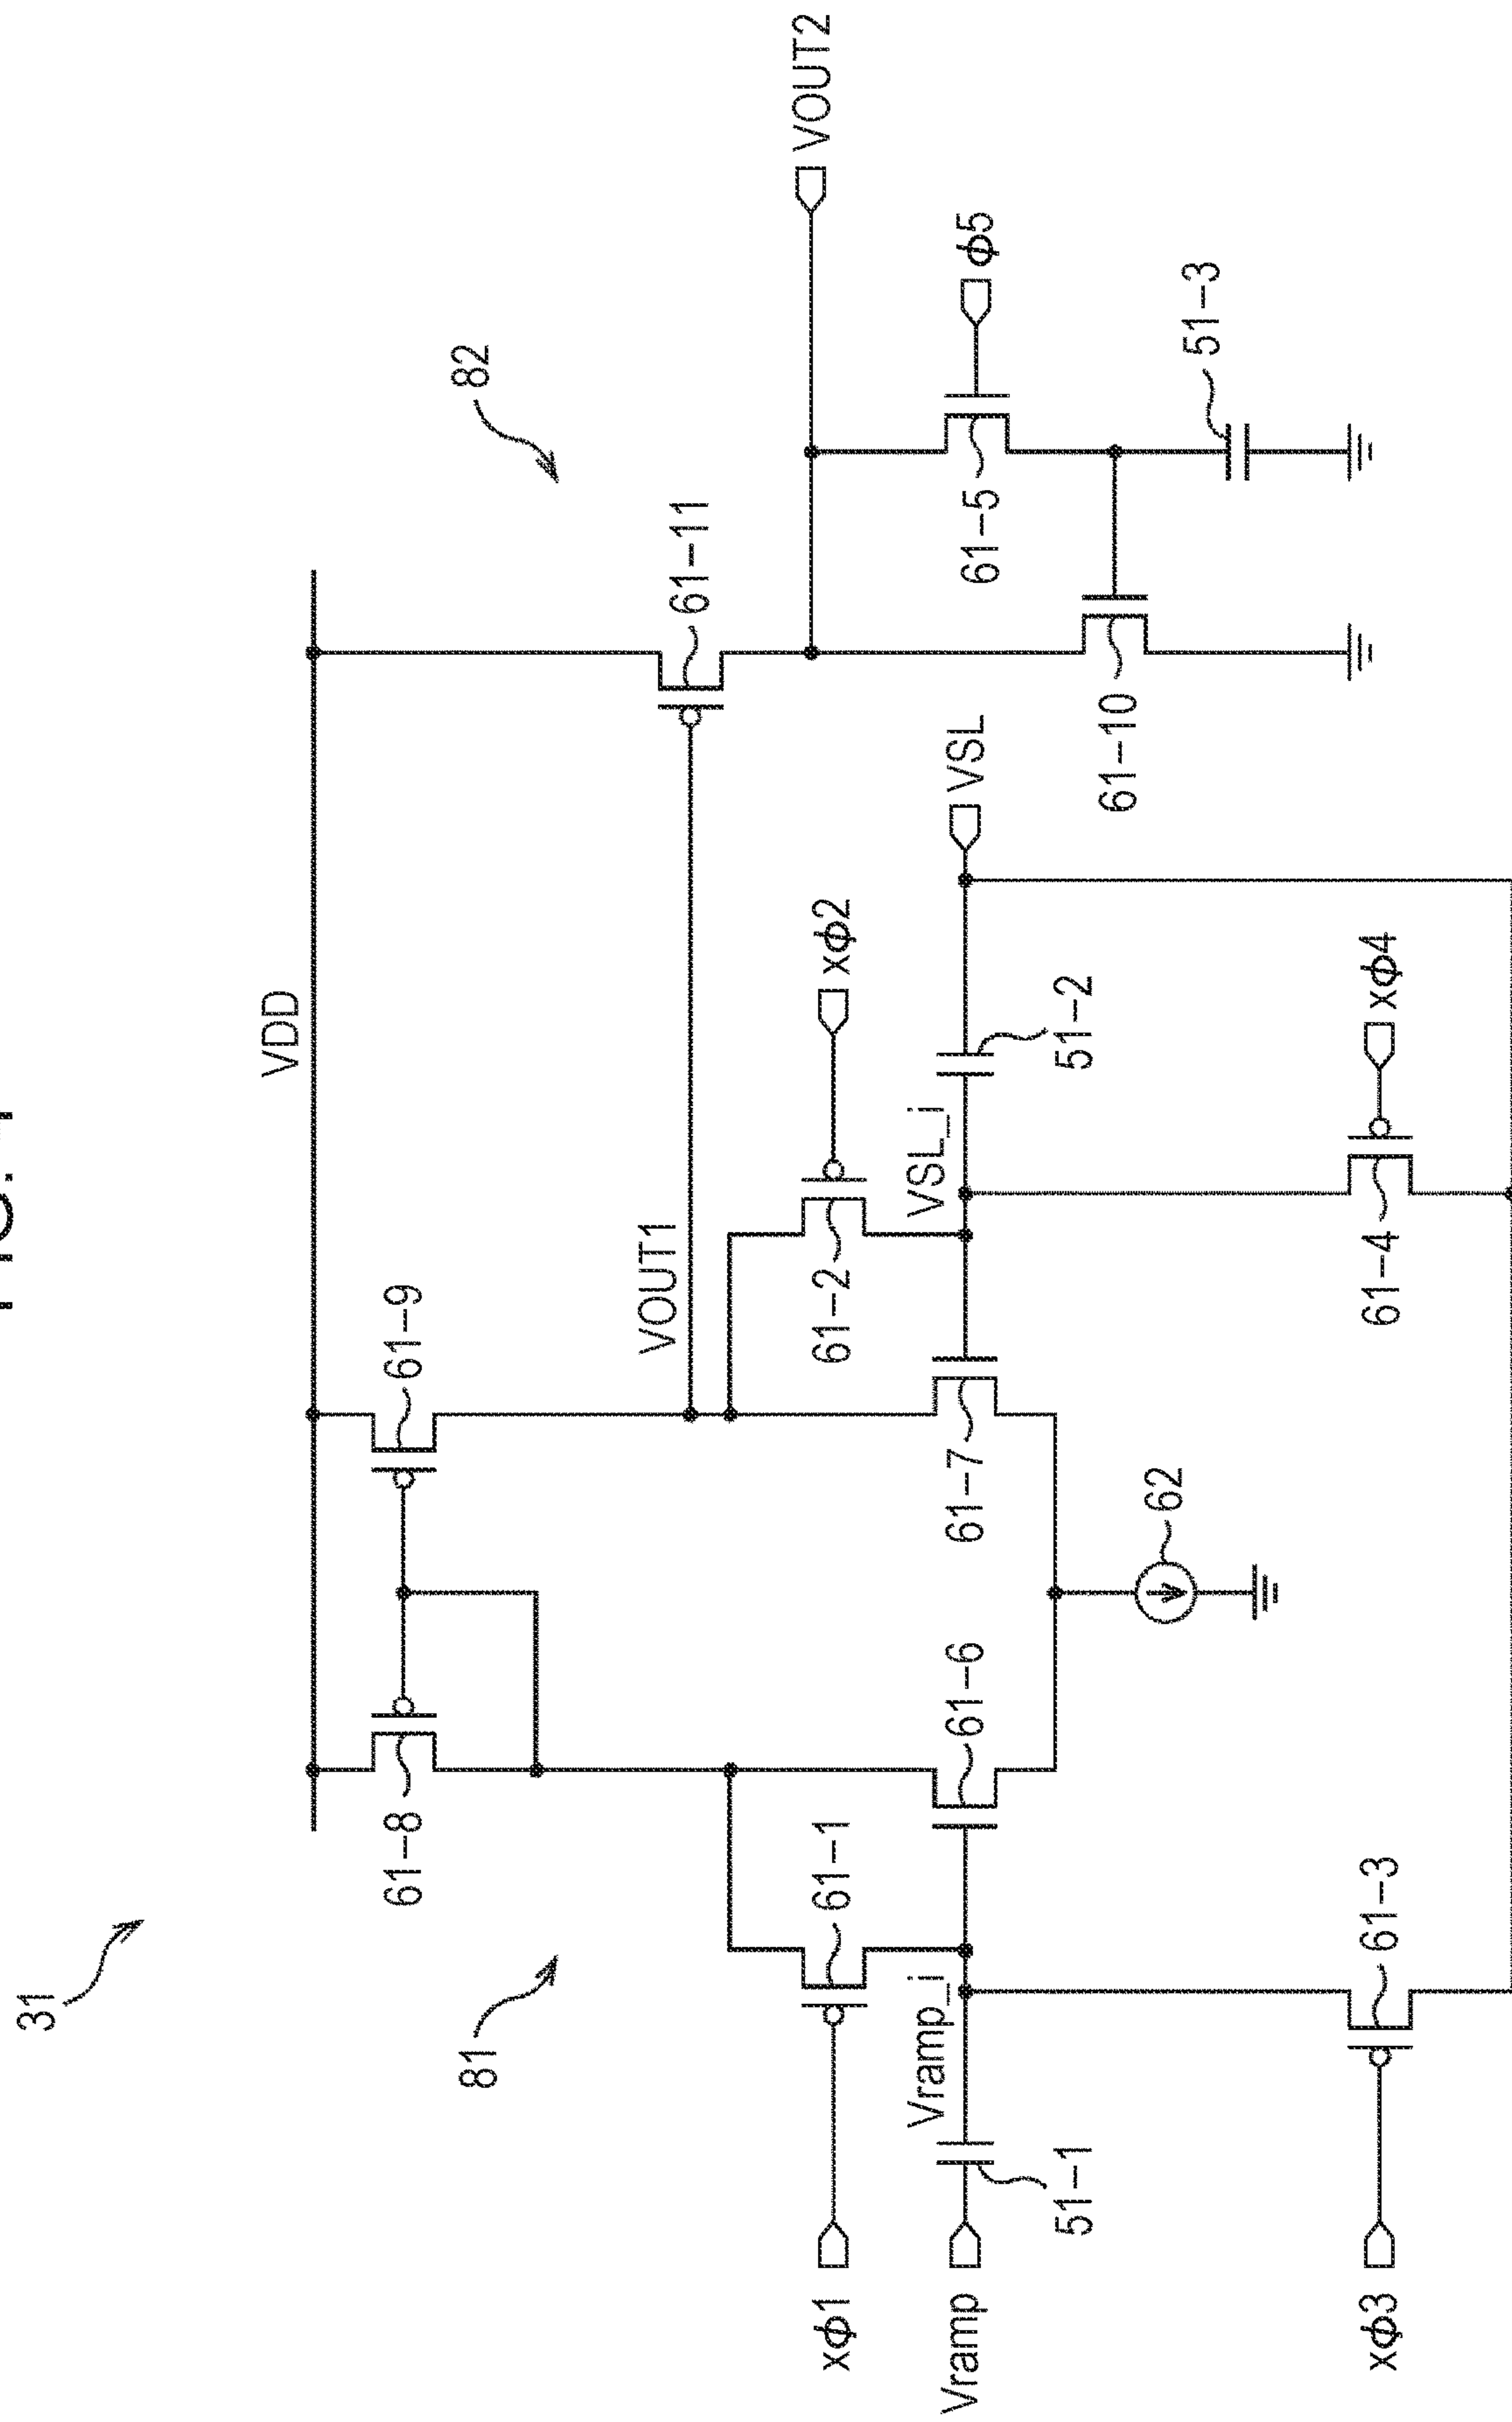 31
81
82
VDD
61-8
61-9
61-11
VOUT1
VOUT2
xφ1
61-1
61-2
xφ2
Vramp
Vramp_i
51-1
61-6
61-7
VSL_i
51-2
VSL
61-5
φ5
61-10
62
51-3
xφ3
61-3
61-4
xφ4